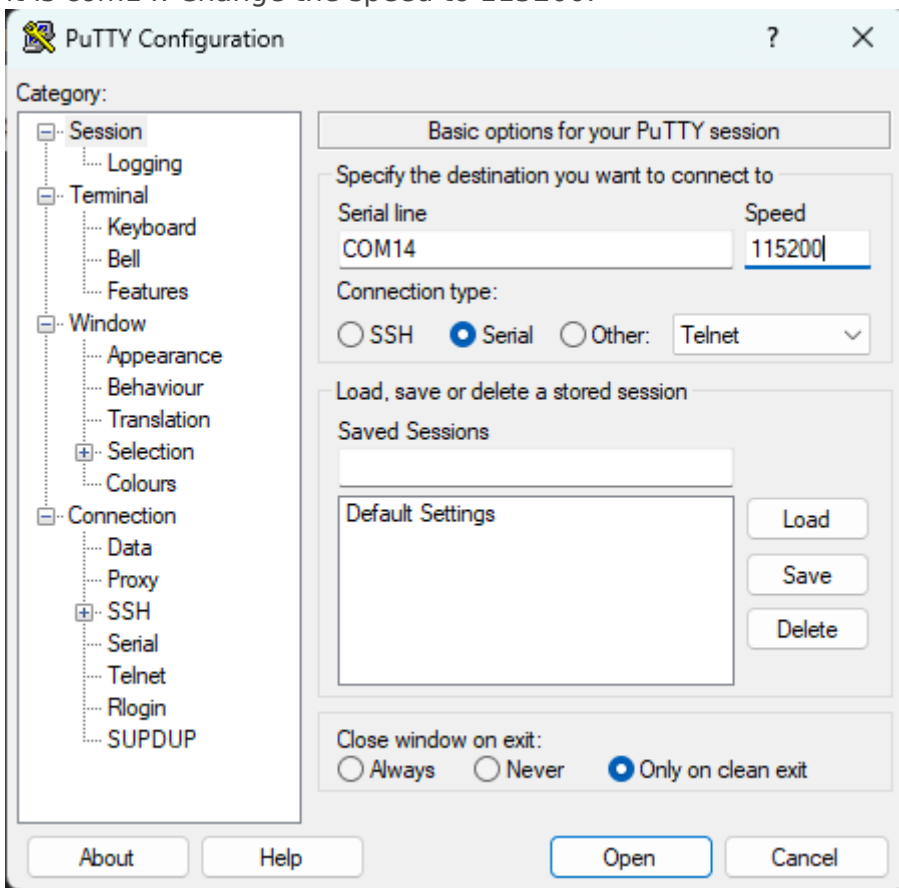 PuTTY Configuration
?
Category:
Session
Logging
Terminal
Keyboard
Bell
Features
Window
Appearance
Behaviour
Translation
Selection
Colours
Connection
Data
Proxy
SSH
Serial
Telnet
Rlogin
SUPDUP
Basic options for your PuTTY session
Specify the destination you want to connect to
Serial line Speed
COM14 115200
Connection type:
SSH Serial Other: Telnet
Load, save or delete a stored session
Saved Sessions
Default Settings
Load
Save
Delete
Close window on exit:
Always Never Only on clean exit
About Help Open Cancel